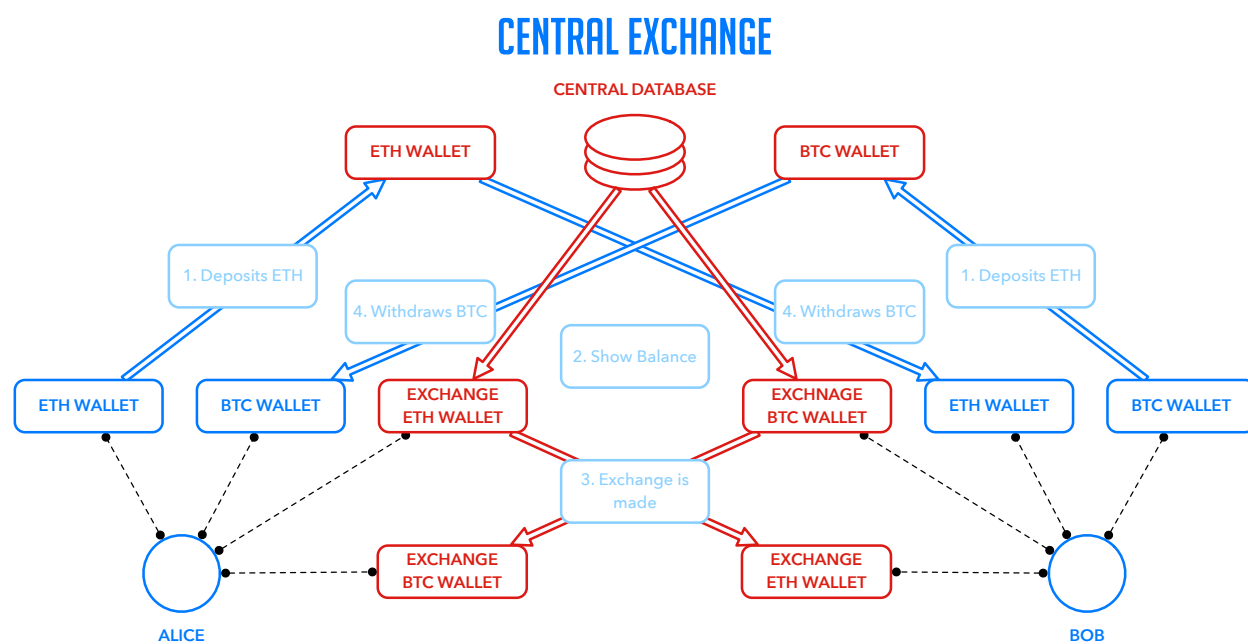 CENTRAL EXCHANGE
CENTRAL DATABASE
ETH WALLET
BTC WALLET
1. Deposits ETH
1. Deposits ETH
4. Withdraws BTC
4. Withdraws BTC
2. Show Balance
ETH WALLET
BTC WALLET
EXCHANGE
ETH WALLET
EXCHNAGE
BTC WALLET
ETH WALLET
BTC WALLET
3. Exchange is
made
EXCHANGE
BTC WALLET
EXCHANGE
ETH WALLET
ALICE
BOB